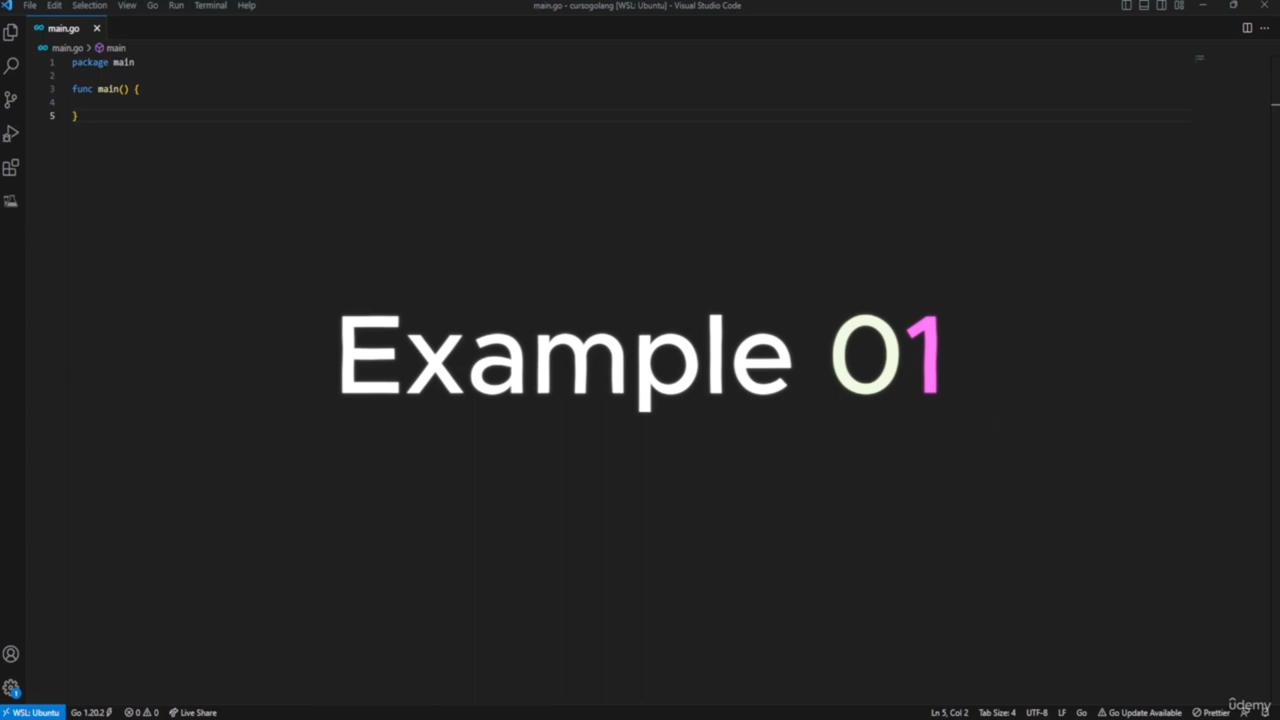 File Edit Selection View Go Run Terminal Help
main.go - cursogolang [WSL: Ubuntu] - Visual Studio Code
main.go
main.go > main
1 package main
2
3 func main() {
4
5 }
Example 01
WSL: Ubuntu Go 1.20.2 0 0 Live Share
Ln 5, Col 2 Tab Size: 4 UTF-8 LF Go Go Update Available Prettier
udemy